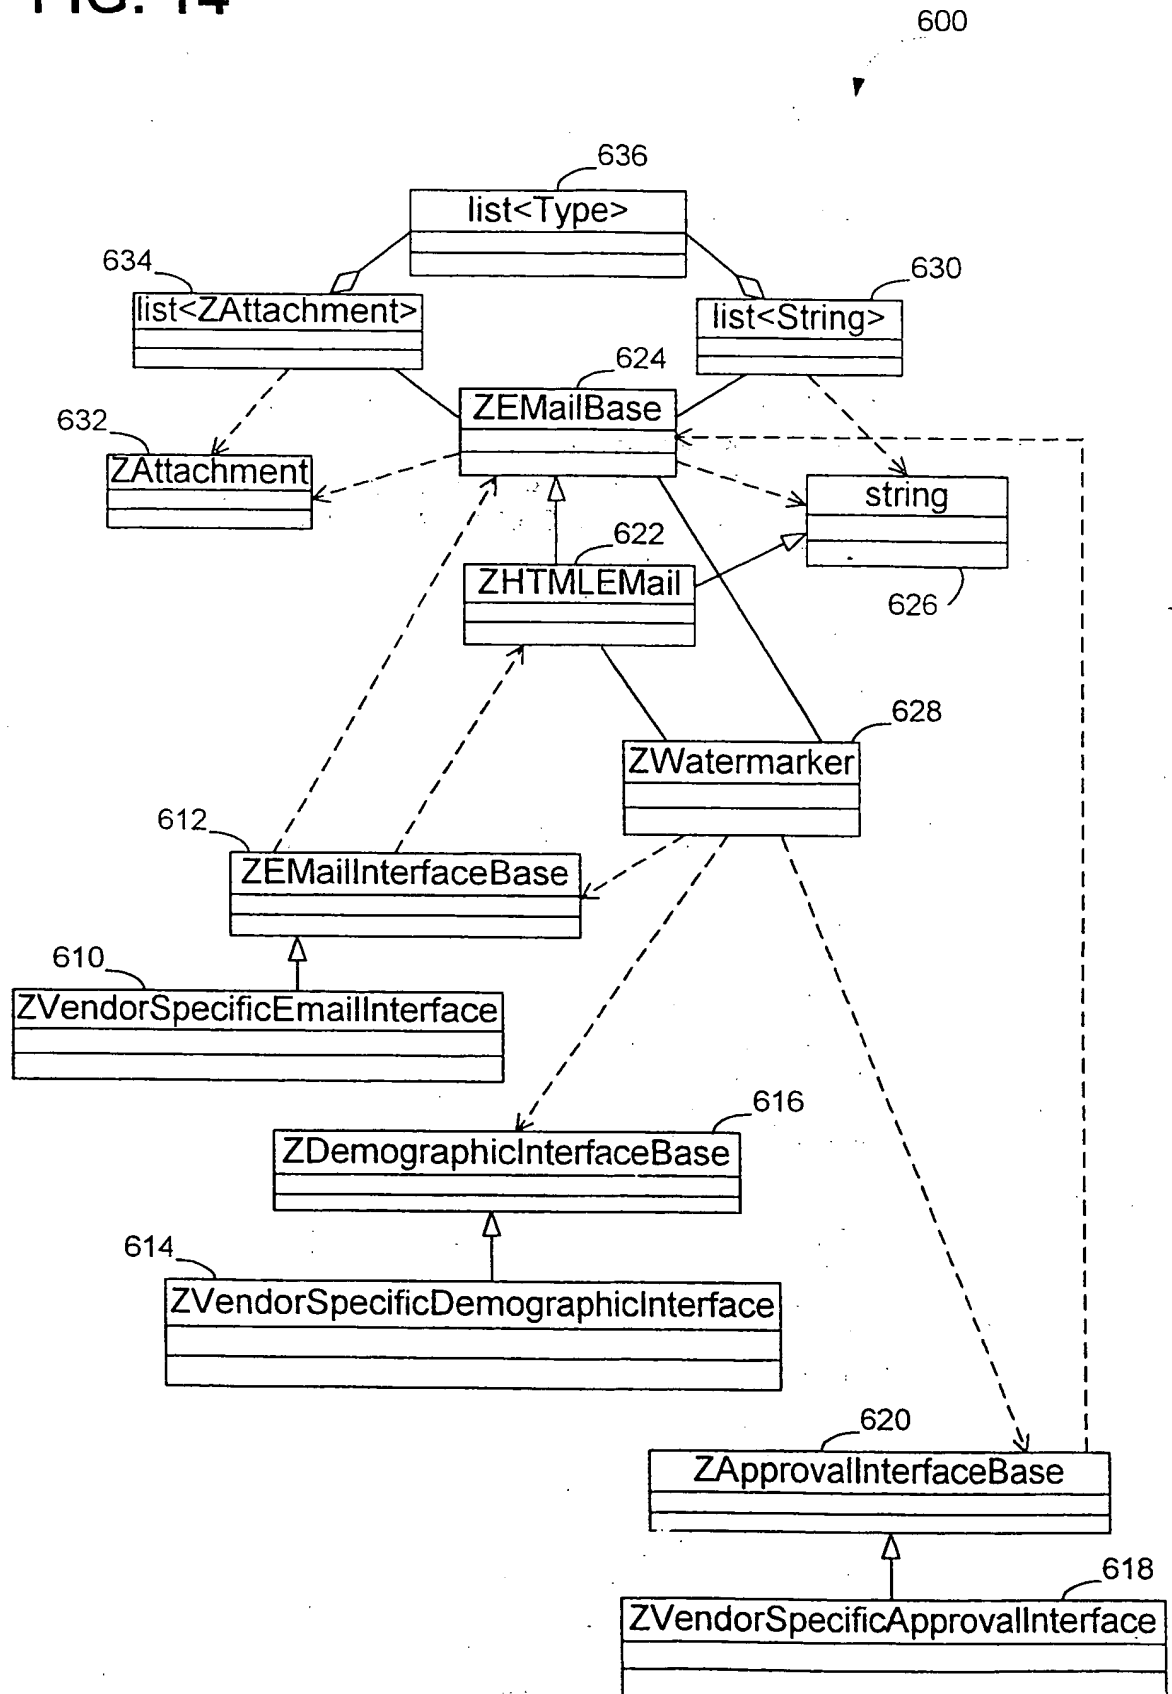 FIG. 14
600
636
list<Type>
634
630
list<ZAttachment>
list<String>
624
ZEMailBase
632
ZAttachment
string
622
ZHTMLEMail
626
628
ZWatermarker
612
ZEMailInterfaceBase
610
ZVendorSpecificEmailInterface
616
ZDemographicInterfaceBase
614
ZVendorSpecificDemographicInterface
620
ZApprovalInterfaceBase
618
ZVendorSpecificApprovalInterface